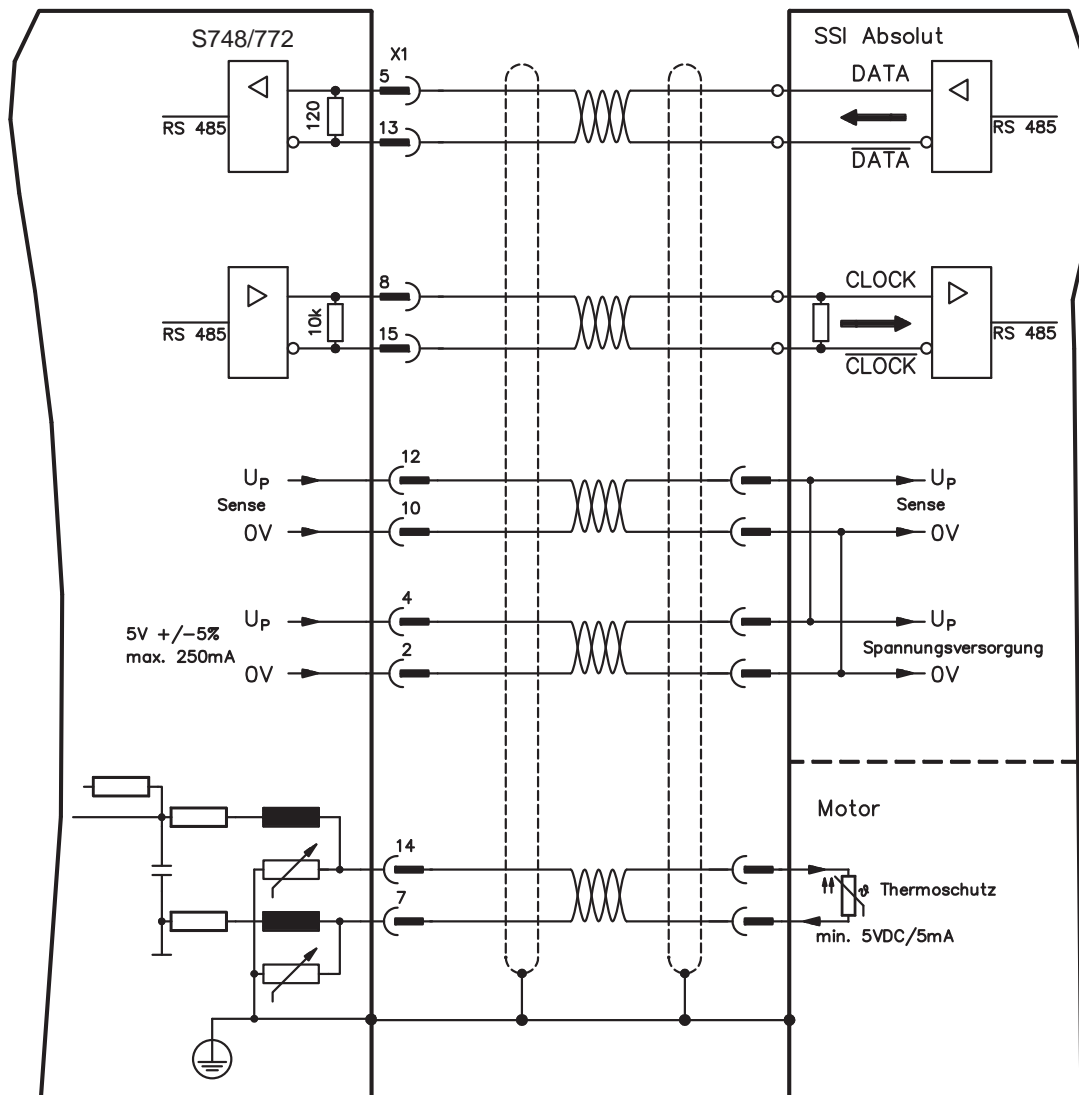 S748/772
SSI Absolut
X1
5
DATA
120
RS 485
13
RS 485
DATA
8
CLOCK
10k
RS 485
15
RS 485
CLOCK
12
UP
UP
Sense
10
Sense
0V
0V
4
UP
UP
5V +/-5%
max. 250mA
2
Spannungsversorgung
0V
0V
Motor
14
7
ϑ Thermoschutz
min. 5VDC/5mA